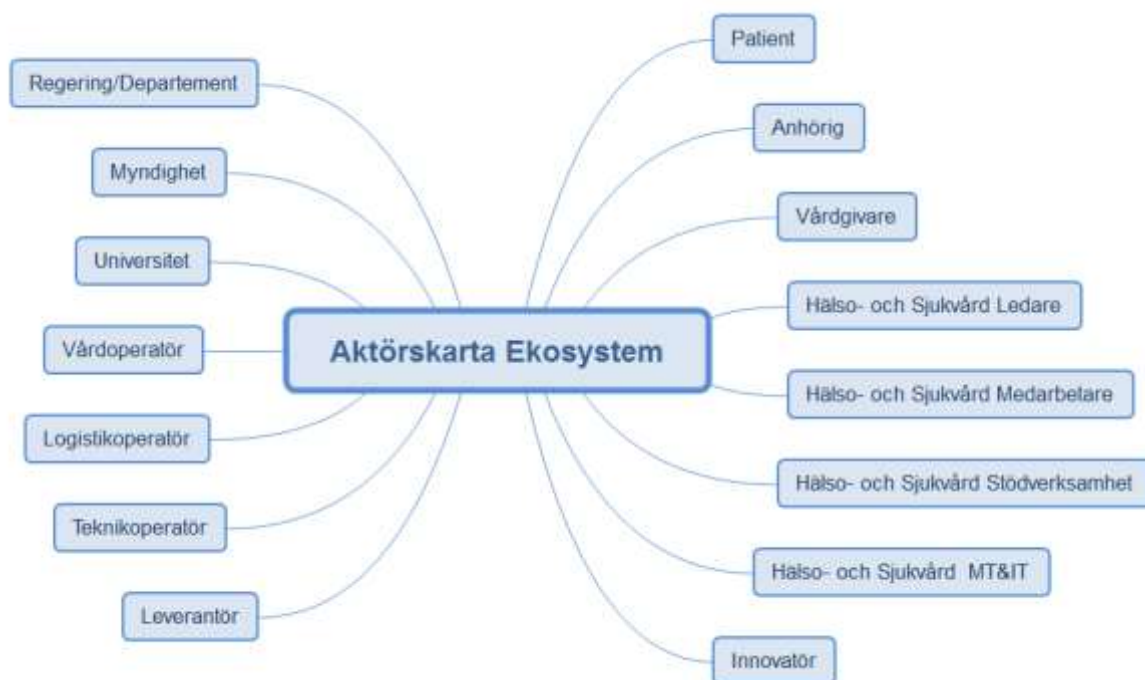 Aktörskarta Ekosystem
Regering/Departement
Myndighet
Universitet
Vårdoperatör
Logistikoperatör
Teknikoperatör
Leverantör
Patient
Anhörig
Vårdgivare
Hälso- och Sjukvård Ledare
Hälso- och Sjukvård Medarbetare
Hälso- och Sjukvård Stödverksamhet
Hälso- och Sjukvård MT&IT
Innovatör